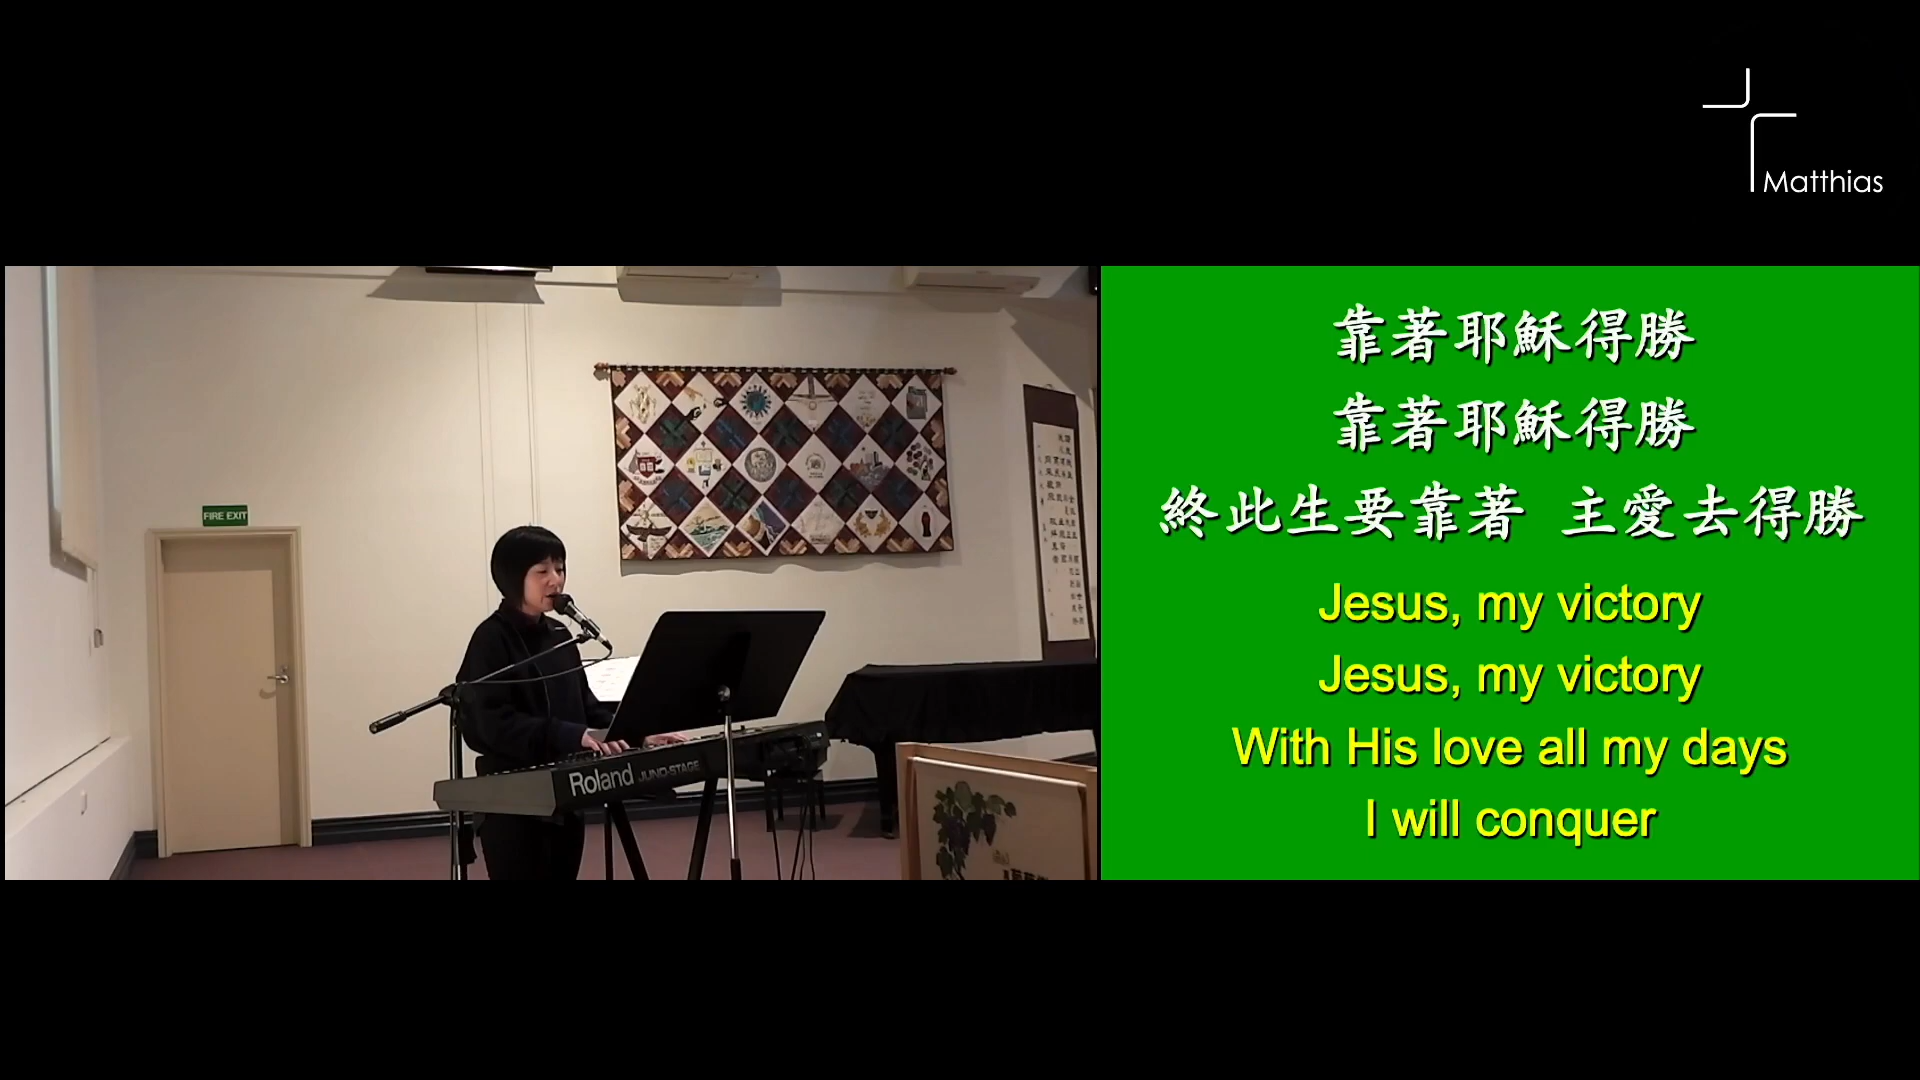 Matthias
FIRE EXIT
Roland JUNO-STAGE
靠著耶穌得勝
靠著耶穌得勝
終此生要靠著 主愛去得勝
Jesus, my victory
Jesus, my victory
With His love all my days
I will conquer